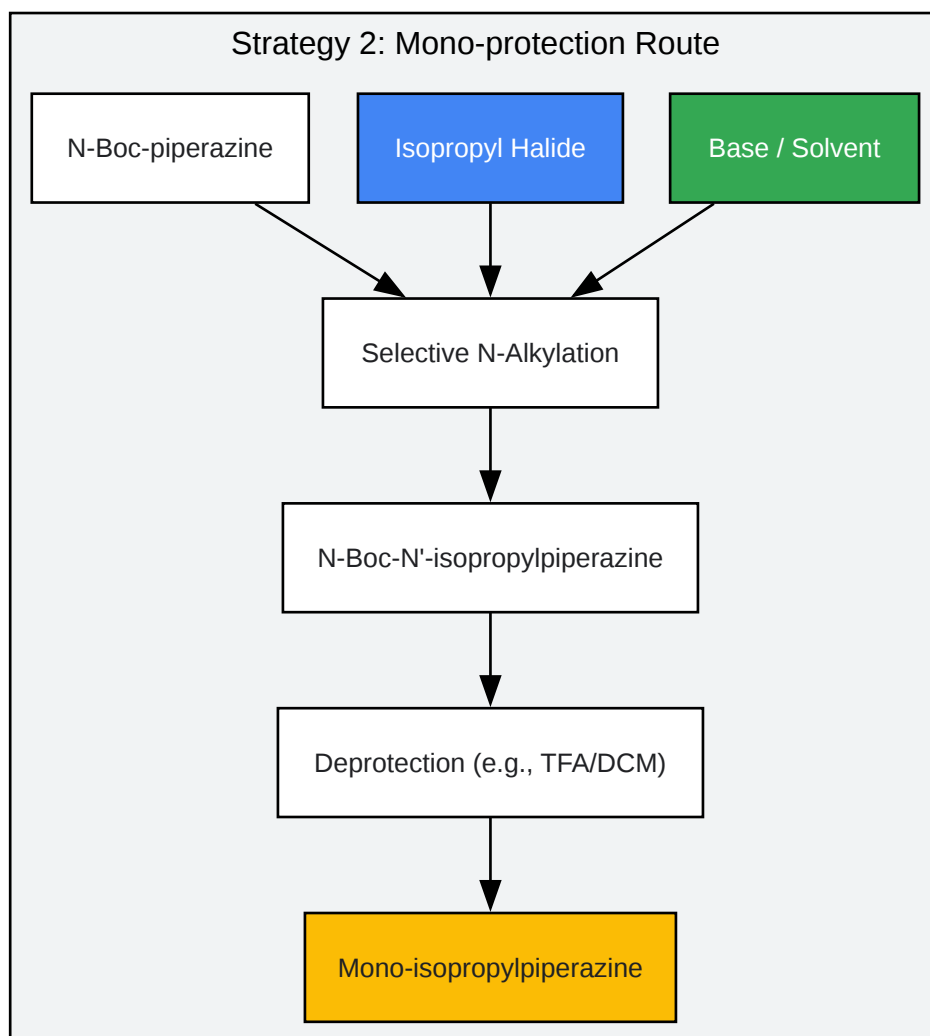 Strategy 2: Mono-protection Route
N-Boc-piperazine
Isopropyl Halide
Base / Solvent
Selective N-Alkylation
N-Boc-N'-isopropylpiperazine
Deprotection (e.g., TFA/DCM)
Mono-isopropylpiperazine